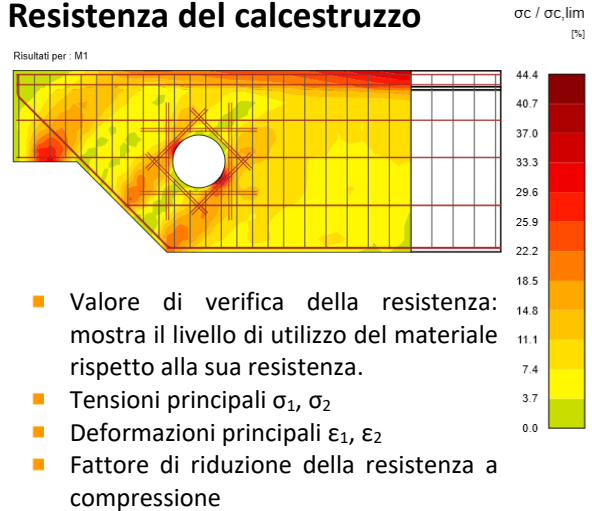 Resistenza del calcestruzzo
σc / σc,lim
[%]
Risultati per : M1
44.4
40.7
37.0
33.3
29.6
25.9
22.2
18.5
14.8
11.1
7.4
3.7
0.0
Valore di verifica della resistenza:
mostra il livello di utilizzo del materiale
rispetto alla sua resistenza.
Tensioni principali σ₁, σ₂
Deformazioni principali ε₁, ε₂
Fattore di riduzione della resistenza a
compressione